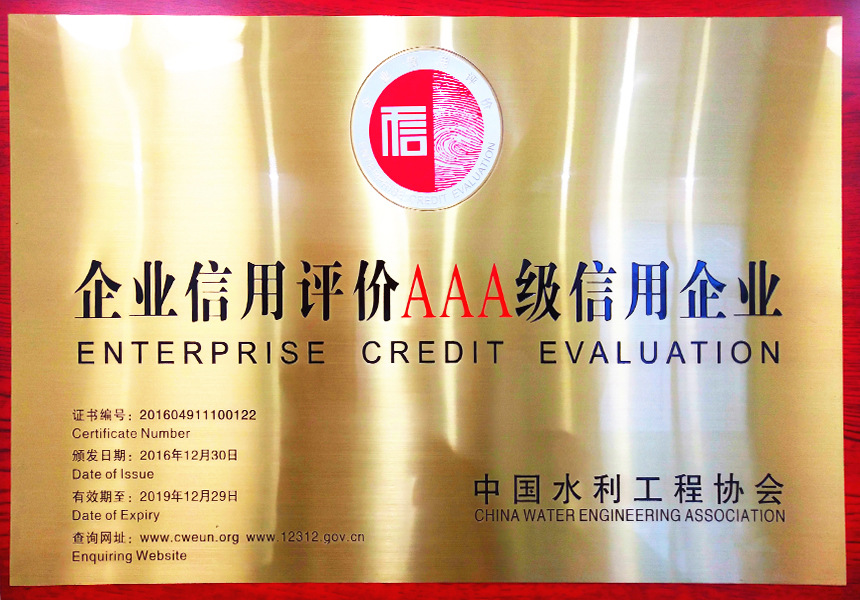 信
CREDIT EVALUATION
企业信用评价AAA级信用企业
ENTERPRISE CREDIT EVALUATION
证书编号：201604911100122
Certificate Number
颁发日期：2016年12月30日
Date of Issue
有效期至：2019年12月29日
Date of Expiry
查询网址：www.cweun.org www.12312.gov.cn
Enquiring Website
中国水利工程协会
CHINA WATER ENGINEERING ASSOCIATION